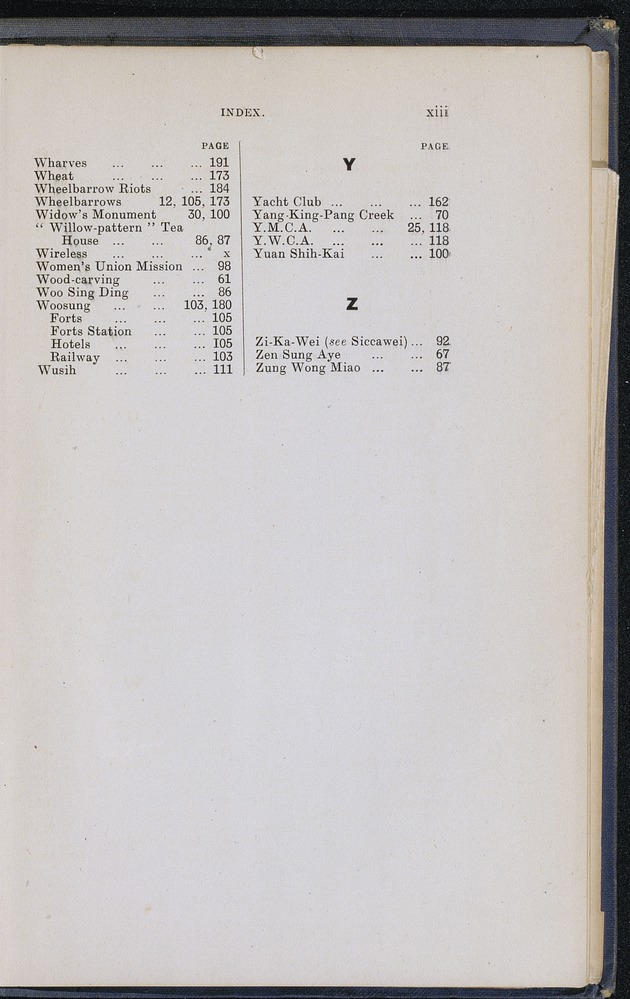 INDEX. xiii
PAGE
Wharves ... ... ... 191
Wheat ... ... ... 173
Wheelbarrow Riots ... 184
Wheelbarrows 12, 105, 173
Widow's Monument 30, 100
“ Willow-pattern ” Tea
House ... ... 86, 87
Wireless ... ... ... x
Women's Union Mission ... 98
Wood-carving ... ... 61
Woo Sing Ding ... ... 86
Woosung ... ... 103, 180
Forts ... ... ... 105
Forts Station ... ... 105
Hotels ... ... ... 105
Railway ... ... ... 103
Wusih ... ... ... 111
PAGE
Y
Yacht Club ... ... ... 162
Yang-King-Pang Creek ... 70
Y.M.C.A. ... ... 25, 118
Y.W.C.A. ... ... ... 118
Yuan Shih-Kai ... ... 100
Z
Zi-Ka-Wei (see Siccawei) ... 92
Zen Sung Aye ... ... 67
Zung Wong Miao ... ... 87